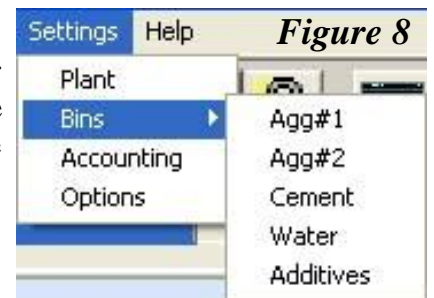 Settings Help Figure 8
Plant
Bins Agg#1
Accounting Agg#2
Options Cement
Water
Additives